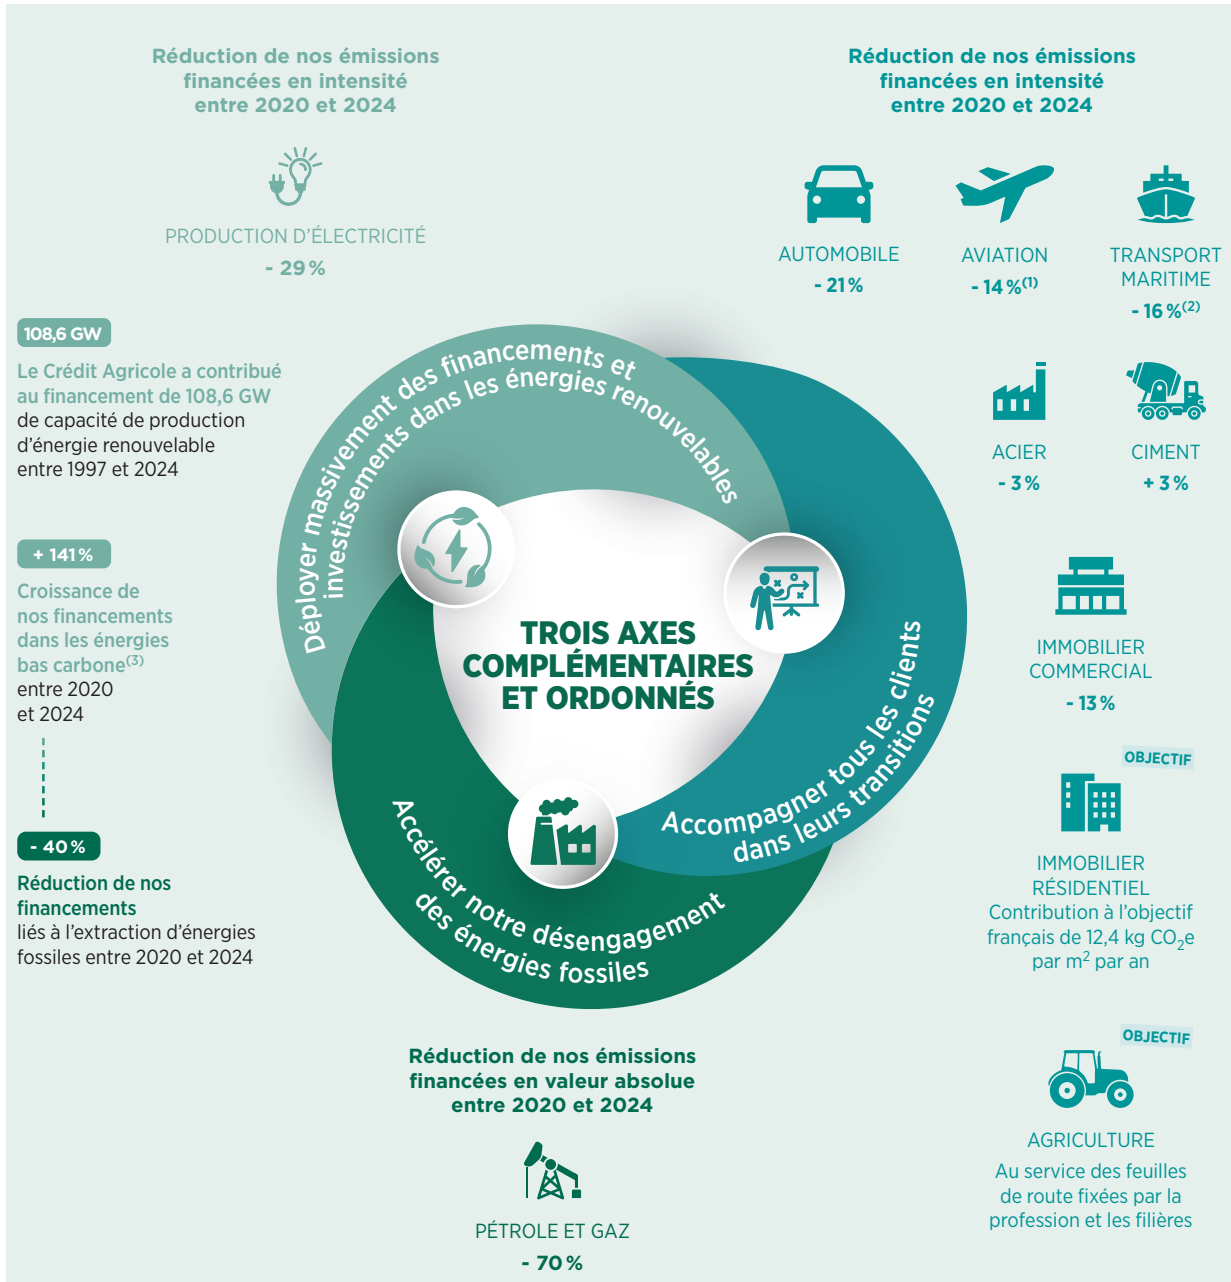 Réduction de nos émissions
financées en intensité
entre 2020 et 2024
PRODUCTION D'ÉLECTRICITÉ
- 29 %
108,6 GW
Le Crédit Agricole a contribué
au financement de 108,6 GW
de capacité de production
d'énergie renouvelable
entre 1997 et 2024
+ 141 %
Croissance de
nos financements
dans les énergies
bas carbone(3)
entre 2020
et 2024
- 40 %
Réduction de nos
financements
liés à l'extraction d'énergies
fossiles entre 2020 et 2024
Déployer massivement des financements et
investissements dans les énergies renouvelables
TROIS AXES
COMPLÉMENTAIRES
ET ORDONNÉS
Accompagner tous les clients
dans leurs transitions
Accélérer notre désengagement
des énergies fossiles
Réduction de nos émissions
financées en valeur absolue
entre 2020 et 2024
PÉTROLE ET GAZ
- 70 %
Réduction de nos émissions
financées en intensité
entre 2020 et 2024
AUTOMOBILE
- 21 %
AVIATION
- 14 %(1)
TRANSPORT
MARITIME
- 16 %(2)
ACIER
- 3 %
CIMENT
+ 3 %
IMMOBILIER
COMMERCIAL
- 13 %
OBJECTIF
IMMOBILIER
RÉSIDENTIEL
Contribution à l'objectif
français de 12,4 kg CO2e
par m2 par an
OBJECTIF
AGRICULTURE
Au service des feuilles
de route fixées par la
profession et les filières